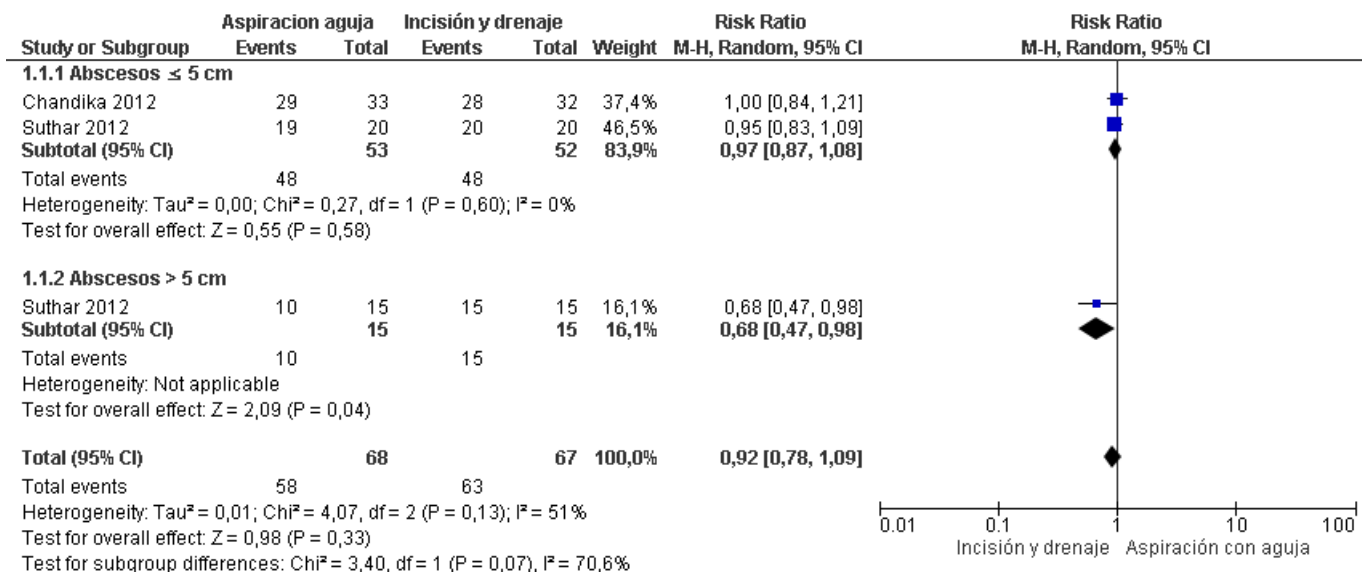 Aspiracion aguja Incisión y drenaje Risk Ratio Risk Ratio
Study or Subgroup Events Total Events Total Weight M-H, Random, 95% CI M-H, Random, 95% CI
1.1.1 Abscesos ≤ 5 cm
Chandika 2012 29 33 28 32 37,4% 1,00 [0,84, 1,21]
Suthar 2012 19 20 20 20 46,5% 0,95 [0,83, 1,09]
Subtotal (95% CI) 53 52 83,9% 0,97 [0,87, 1,08]
Total events 48 48
Heterogeneity: Tau² = 0,00; Chi² = 0,27, df = 1 (P = 0,60); I² = 0%
Test for overall effect: Z = 0,55 (P = 0,58)
1.1.2 Abscesos > 5 cm
Suthar 2012 10 15 15 15 16,1% 0,68 [0,47, 0,98]
Subtotal (95% CI) 15 15 16,1% 0,68 [0,47, 0,98]
Total events 10 15
Heterogeneity: Not applicable
Test for overall effect: Z = 2,09 (P = 0,04)
Total (95% CI) 68 67 100,0% 0,92 [0,78, 1,09]
Total events 58 63
Heterogeneity: Tau² = 0,01; Chi² = 4,07, df = 2 (P = 0,13); I² = 51%
Test for overall effect: Z = 0,98 (P = 0,33)
Test for subgroup differences: Chi² = 3,40, df = 1 (P = 0,07), I² = 70,6%
0.01 0.1 1 10 100
Incisión y drenaje Aspiración con aguja